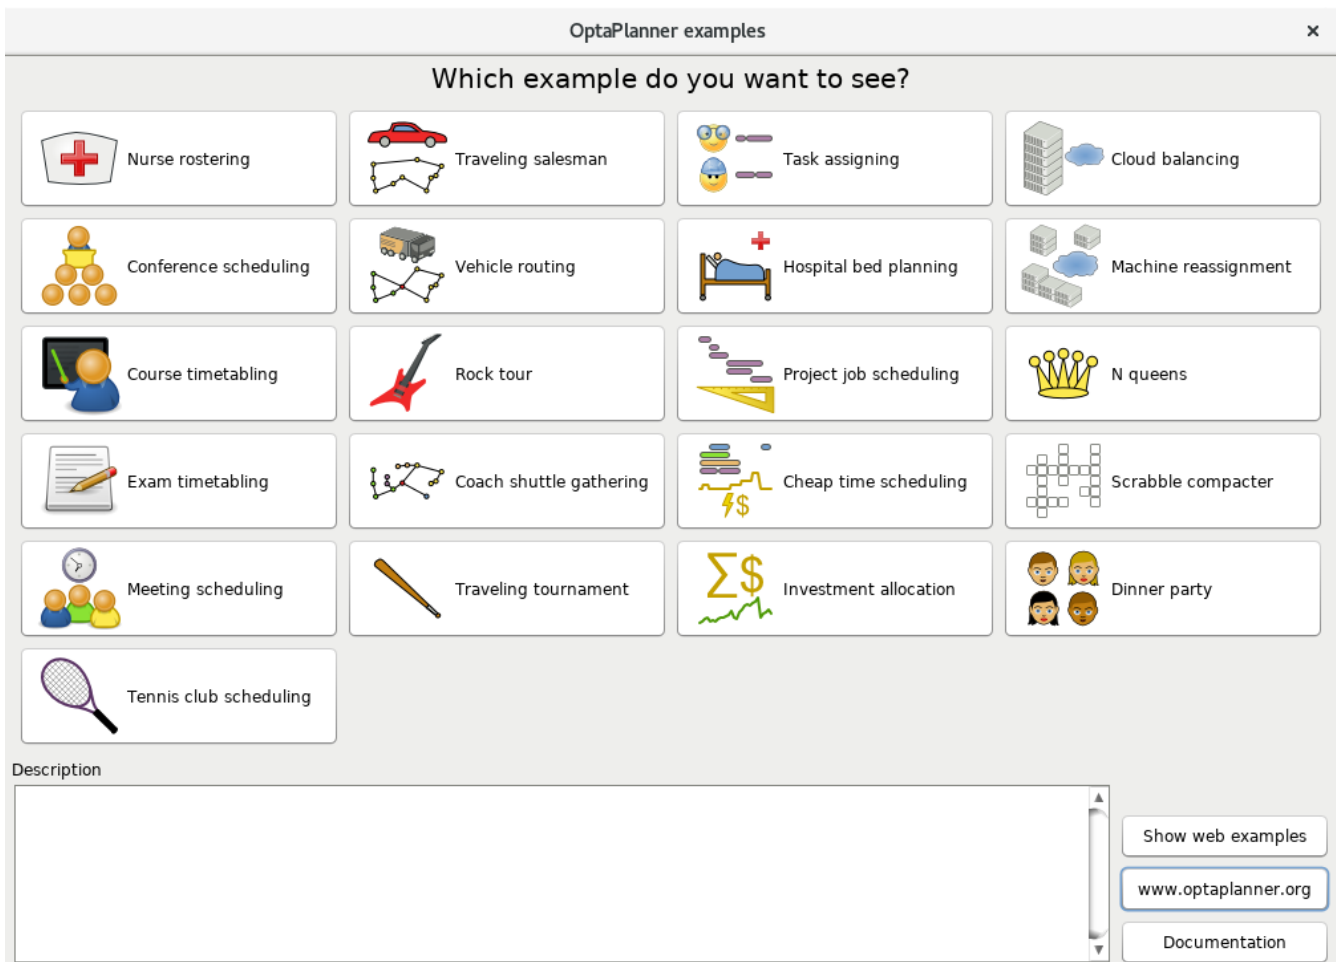 OptaPlanner examples
Which example do you want to see?
Nurse rostering
Traveling salesman
Task assigning
Cloud balancing
Conference scheduling
Vehicle routing
Hospital bed planning
Machine reassignment
Course timetabling
Rock tour
Project job scheduling
N queens
Exam timetabling
Coach shuttle gathering
Cheap time scheduling
Scrabble compacter
Meeting scheduling
Traveling tournament
Investment allocation
Dinner party
Tennis club scheduling
Description
Show web examples
www.optaplanner.org
Documentation